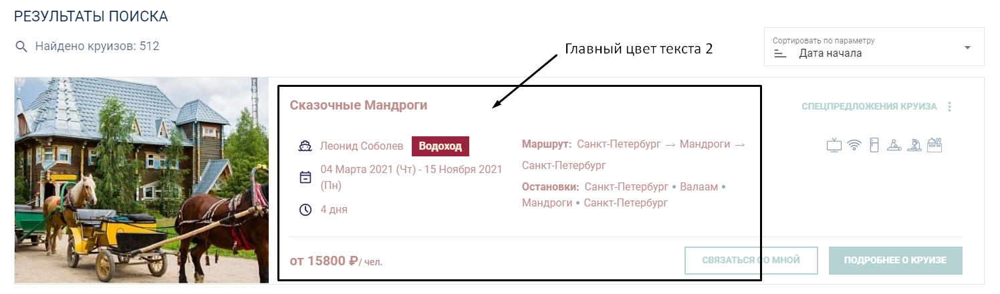 РЕЗУЛЬТАТЫ ПОИСКА
Найдено круизов: 512
Главный цвет текста 2
Сортировать по параметру
Дата начала
Сказочные Мандроги
СПЕЦПРЕДЛОЖЕНИЯ КРУИЗА
Леонид Соболев Водоход
04 Марта 2021 (Чт) - 15 Ноября 2021
(Пн)
4 дня
Маршрут: Санкт-Петербург → Мандроги →
Санкт-Петербург
Остановки: Санкт-Петербург • Валаам •
Мандроги • Санкт-Петербург
от 15800 ₽/ чел.
СВЯЗАТЬСЯ СО МНОЙ
ПОДРОБНЕЕ О КРУИЗЕ